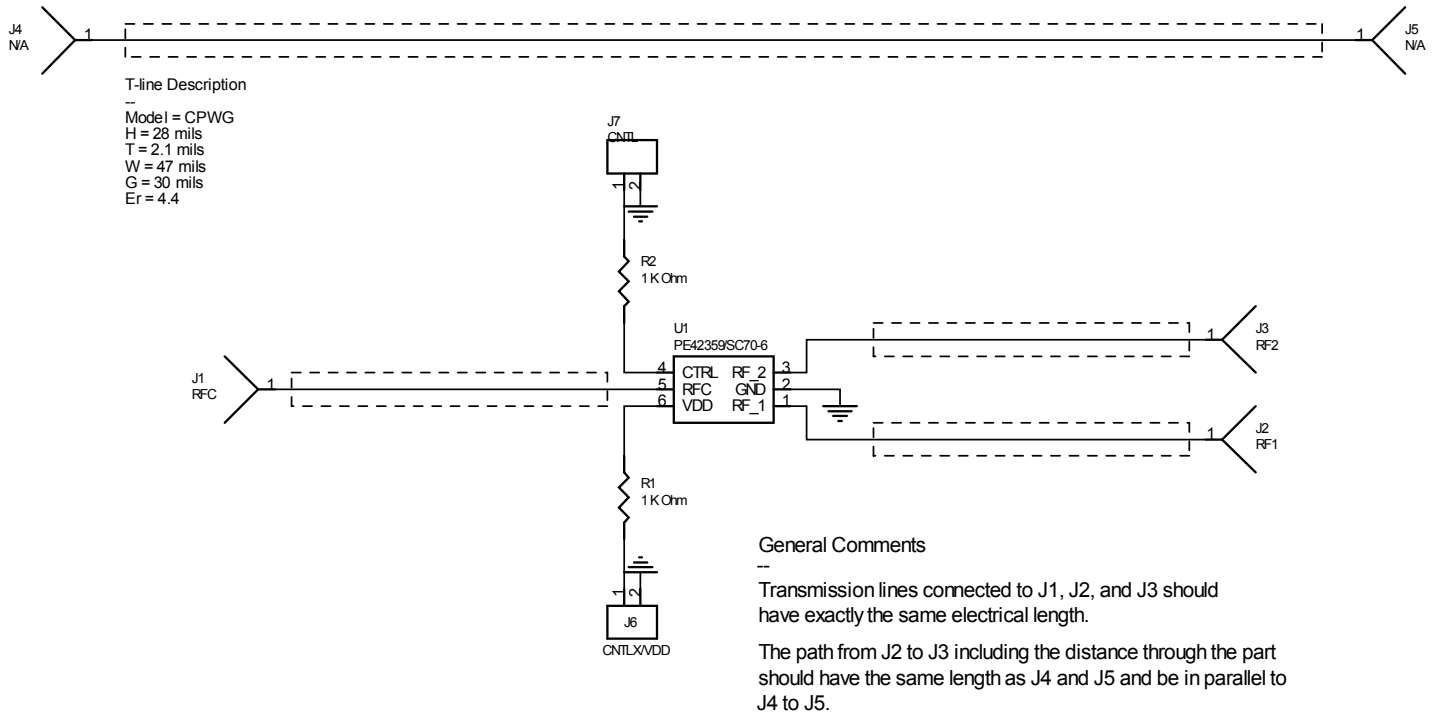 J4
N/A
1
1
J5
N/A
T-line Description
--
Model = CPWG
H = 28 mils
T = 2.1 mils
W = 47 mils
G = 30 mils
Er = 4.4
J7
CNTL
1
2
R2
1 K Ohm
U1
PE42359/SC70-6
4 CTRL RF_2 3
5 RFC GND 2
6 VDD RF_1 1
J1
RFC
1
1
J3
RF2
1
J2
RF1
R1
1 K Ohm
1
2
J6
CNTLX/VDD
General Comments
--
Transmission lines connected to J1, J2, and J3 should
have exactly the same electrical length.
The path from J2 to J3 including the distance through the part
should have the same length as J4 and J5 and be in parallel to
J4 to J5.